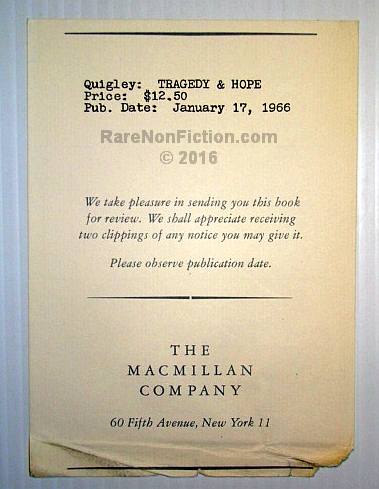 Quigley: TRAGEDY & HOPE
Price: $12.50
Pub. Date: January 17, 1966
RareNonFiction.com
© 2016
We take pleasure in sending you this book
for review. We shall appreciate receiving
two clippings of any notice you may give it.
Please observe publication date.
THE
MACMILLAN
COMPANY
60 Fifth Avenue, New York 11